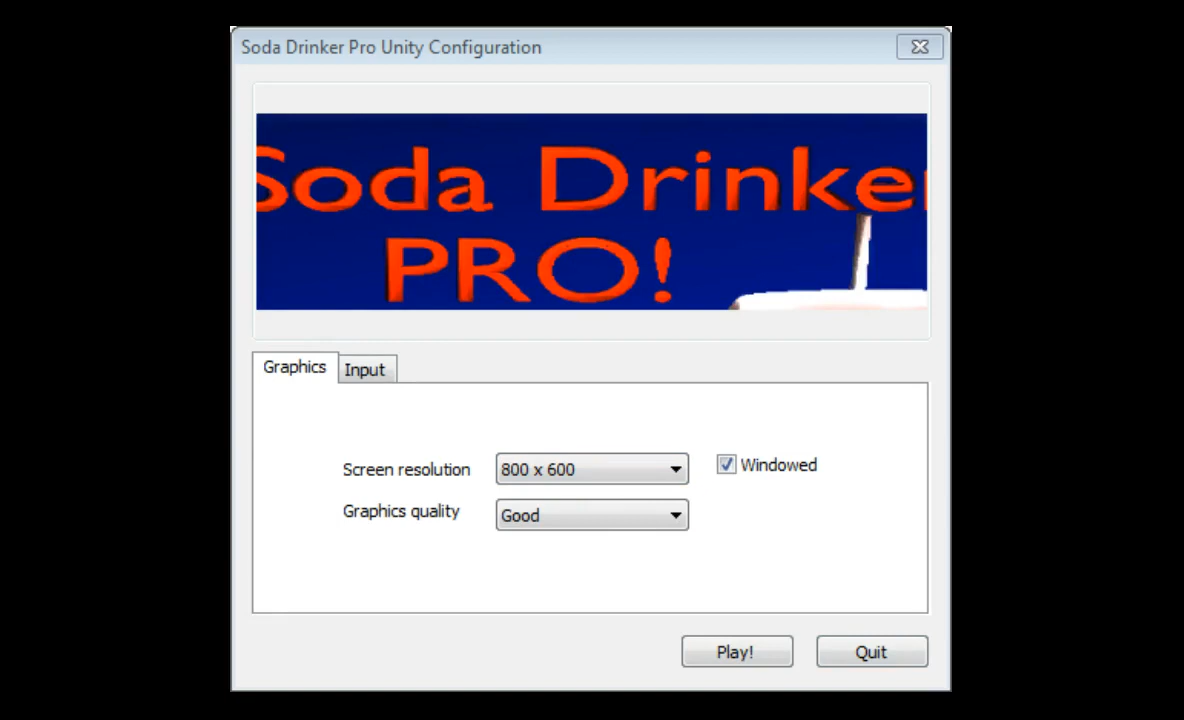 Soda Drinker Pro Unity Configuration
Soda Drinker
PRO!
Graphics Input
Screen resolution 800 x 600 Windowed
Graphics quality Good
Play! Quit